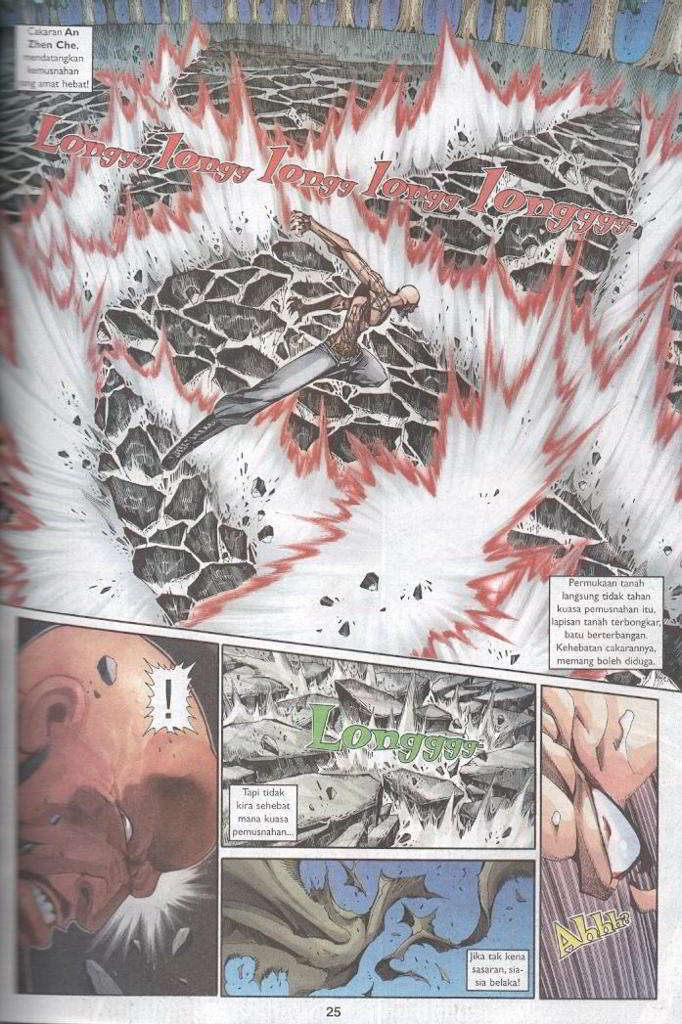 Cakaran An
Zhen Che,
mendatangkan
kemusnahan
yang amat hebat!
Longgg, longgg longgg longgg longgggg
Permukaan tanah
langsung tidak tahan
kuasa pemusnahan itu,
lapisan tanah terbongkar,
batu berterbangan.
Kehebatan cakarannya,
memang boleh diduga.
!
Longgggg
Tapi tidak
kira sehebat
mana kuasa
pemusnahan...
Jika tak kena
sasaran, sia-
sia belaka!
Ahhh?
25